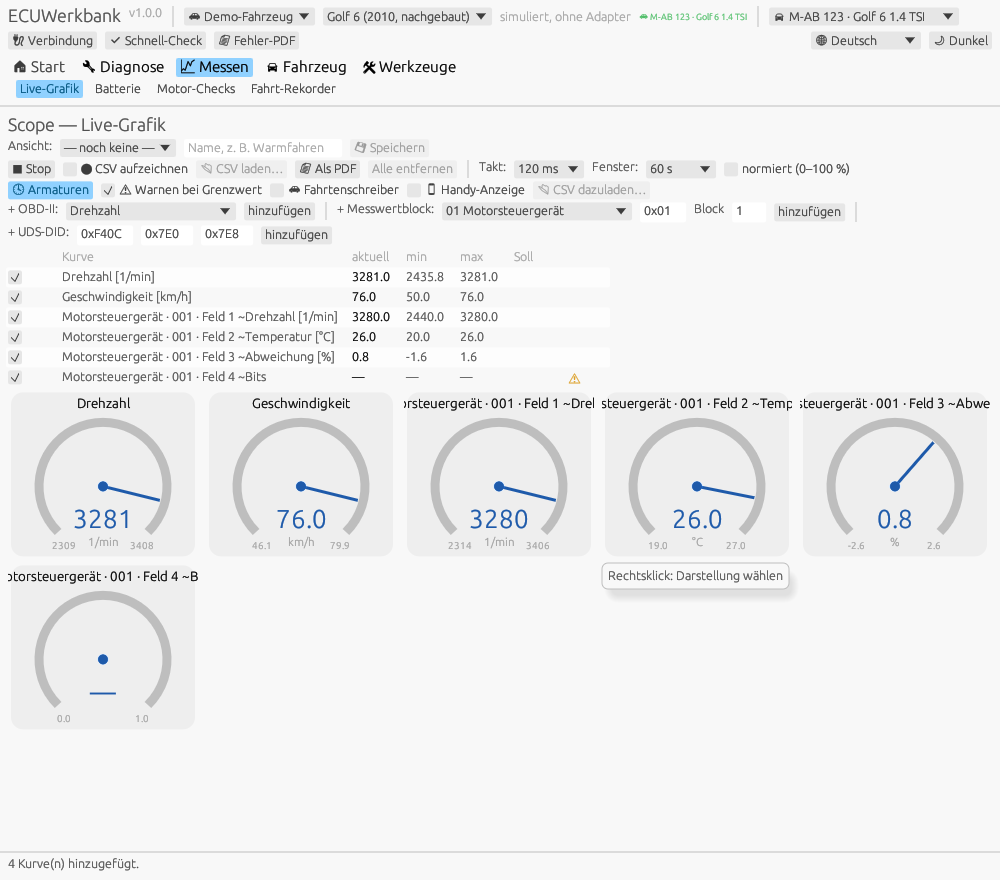 ECUWerkbank v1.0.0 Demo-Fahrzeug Golf 6 (2010, nachgebaut) simuliert, ohne Adapter M-AB 123 · Golf 6 1.4 TSI M-AB 123 · Golf 6 1.4 TSI
Verbindung Schnell-Check Fehler-PDF Deutsch Dunkel
Start Diagnose Messen Fahrzeug Werkzeuge
Live-Grafik Batterie Motor-Checks Fahrt-Rekorder
Scope — Live-Grafik
Ansicht: — noch keine — Name, z. B. Warmfahren Speichern
Stop CSV aufzeichnen CSV laden... Als PDF Alle entfernen Takt: 120 ms Fenster: 60 s normiert (0–100 %)
Armaturen Warnen bei Grenzwert Fahrtenschreiber Handy-Anzeige CSV dazuladen...
+ OBD-II: Drehzahl hinzufügen + Messwertblock: 01 Motorsteuergerät 0x01 Block 1 hinzufügen
+ UDS-DID: 0xF40C 0x7E0 0x7E8 hinzufügen
Kurve aktuell min max Soll
Drehzahl [1/min] 3281.0 2435.8 3281.0
Geschwindigkeit [km/h] 76.0 50.0 76.0
Motorsteuergerät · 001 · Feld 1 ~Drehzahl [1/min] 3280.0 2440.0 3280.0
Motorsteuergerät · 001 · Feld 2 ~Temperatur [°C] 26.0 20.0 26.0
Motorsteuergerät · 001 · Feld 3 ~Abweichung [%] 0.8 -1.6 1.6
Motorsteuergerät · 001 · Feld 4 ~Bits — — —
Drehzahl Geschwindigkeit orsteuergerät · 001 · Feld 1 ~Dreh steuergerät · 001 · Feld 2 ~Temp steuergerät · 001 · Feld 3 ~Abwe
3281 76.0 3280 26.0 0.8
2309 1/min 3408 46.1 km/h 79.9 2314 1/min 3406 19.0 °C 27.0 -2.6 % 2.6
otorsteuergerät · 001 · Feld 4 ~B
Rechtsklick: Darstellung wählen
—
0.0 1.0
4 Kurve(n) hinzugefügt.